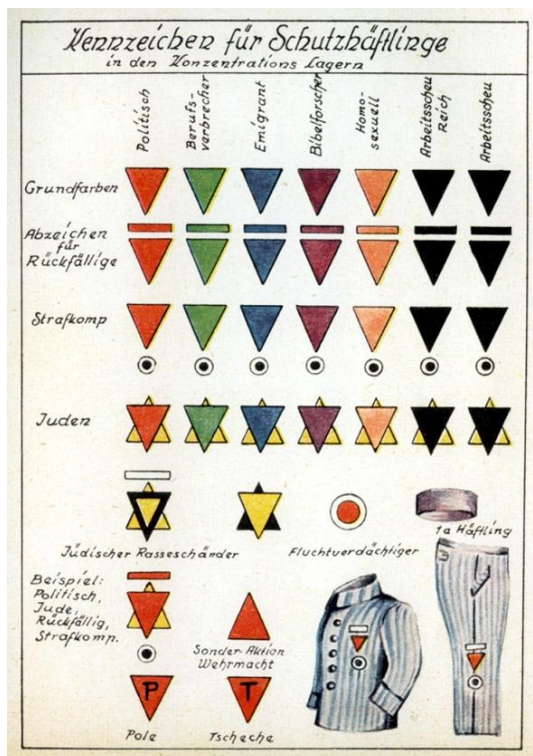 Kennzeichen für Schutzhäftlinge
in den Konzentrations Lagern
Politisch
Berufs-
verbrecher
Emigrant
Bibelforscher
Homo-
sexuell
Arbeitsscheu
Reich
Arbeitsscheu
Grundfarben
Abzeichen
für
Rückfällige
Strafkomp
Juden
Jüdischer Rasseschänder
Fluchtverdächtiger
1a Häftling
Beispiel:
Politisch,
Jude,
Rückfällig,
Strafkomp.
Sonder-Aktion
Wehrmacht
P
T
Pole
Tscheche